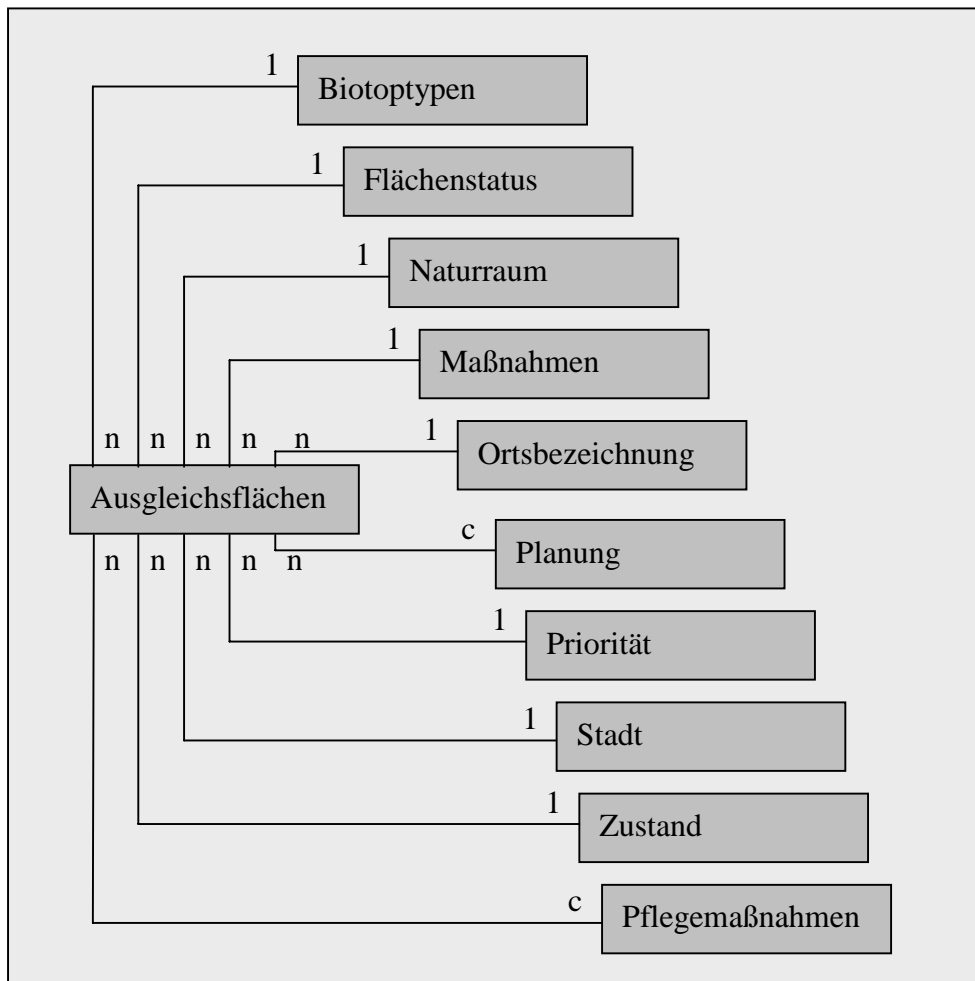 1
Biotoptypen
1
Flächenstatus
1
Naturraum
1
Maßnahmen
n n n n n
1
Ortsbezeichnung
Ausgleichsflächen
n n n n n
c
Planung
1
Priorität
1
Stadt
1
Zustand
c
Pflegemaßnahmen